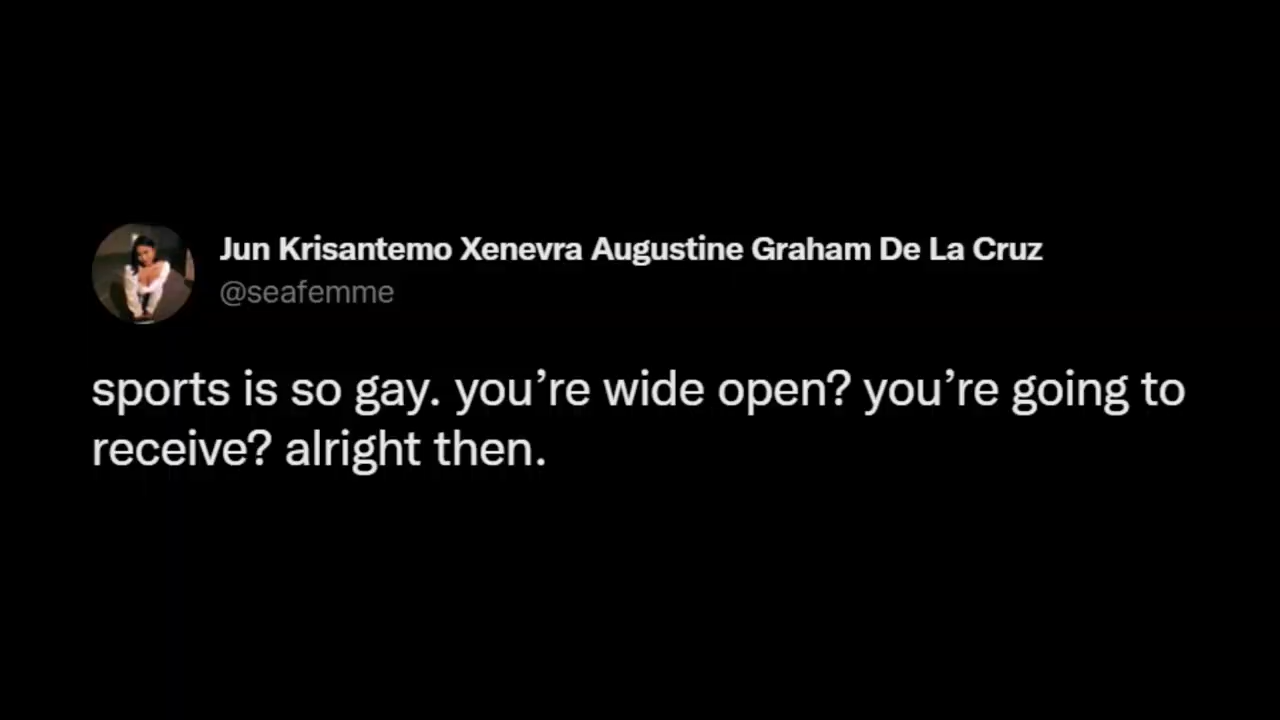 Jun Krisantemo Xenevra Augustine Graham De La Cruz
@seafemme
sports is so gay. you’re wide open? you’re going to
receive? alright then.